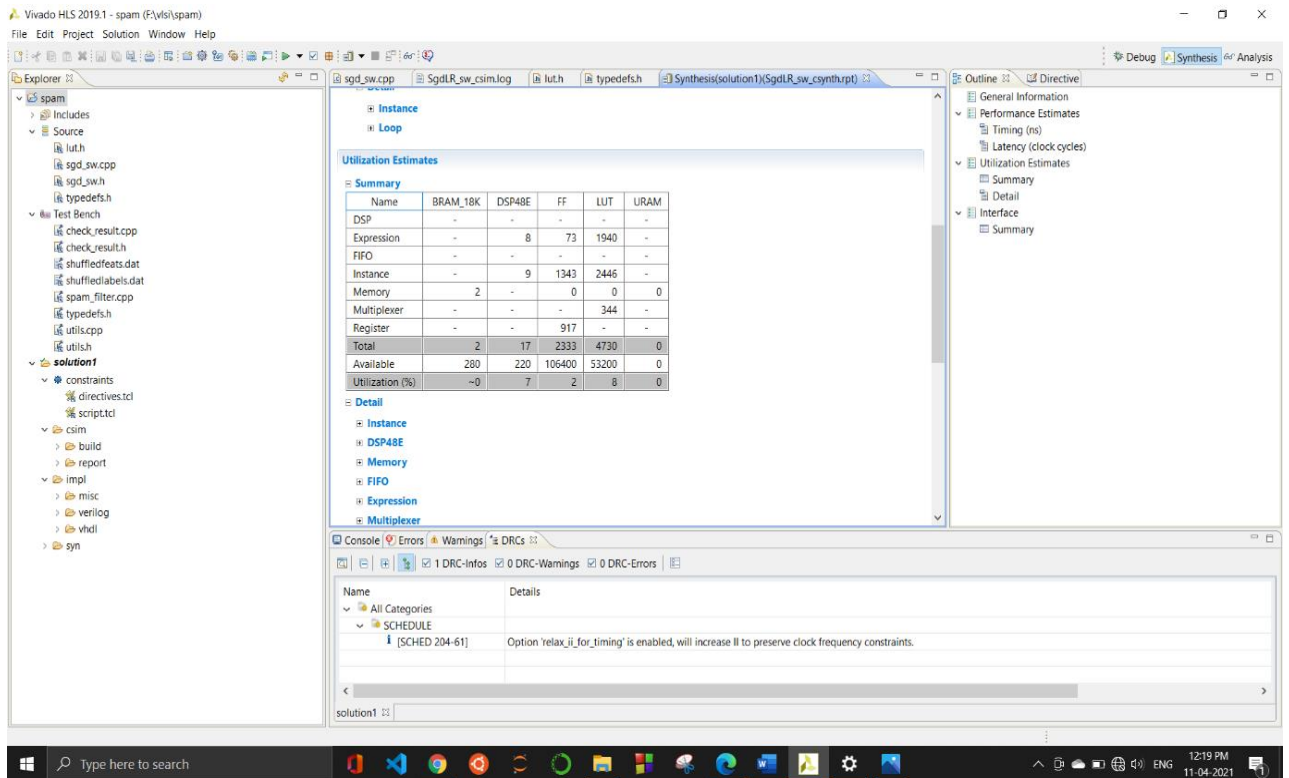 Vivado HLS 2019.1 - spam (F:\vlsi\spam)
File Edit Project Solution Window Help
Debug Synthesis Analysis
Explorer
spam
Includes
Source
lut.h
sgd_sw.cpp
sgd_sw.h
typedefs.h
Test Bench
check_result.cpp
check_result.h
shuffledfeats.dat
shuffledlabels.dat
spam_filter.cpp
typedefs.h
utils.cpp
utils.h
solution1
constraints
directives.tcl
script.tcl
csim
build
report
impl
misc
verilog
vhdl
syn
sgd_sw.cpp SgdLR_sw_csim.log lut.h typedefs.h Synthesis(solution1)(SgdLR_sw_csynth.rpt)
Detail
Instance
Loop
Utilization Estimates
Summary
Name BRAM_18K DSP48E FF LUT URAM
DSP - - - - -
Expression - 8 73 1940 -
FIFO - - - - -
Instance - 9 1343 2446 -
Memory 2 - 0 0 0
Multiplexer - - - 344 -
Register - - 917 - -
Total 2 17 2333 4730 0
Available 280 220 106400 53200 0
Utilization (%) ~0 7 2 8 0
Detail
Instance
DSP48E
Memory
FIFO
Expression
Multiplexer
Outline Directive
General Information
Performance Estimates
Timing (ns)
Latency (clock cycles)
Utilization Estimates
Summary
Detail
Interface
Summary
Console Errors Warnings DRCs
1 DRC-Infos 0 DRC-Warnings 0 DRC-Errors
Name Details
All Categories
SCHEDULE
[SCHED 204-61] Option 'relax_ii_for_timing' is enabled, will increase II to preserve clock frequency constraints.
solution1
Type here to search
ENG
12:19 PM
11-04-2021
1